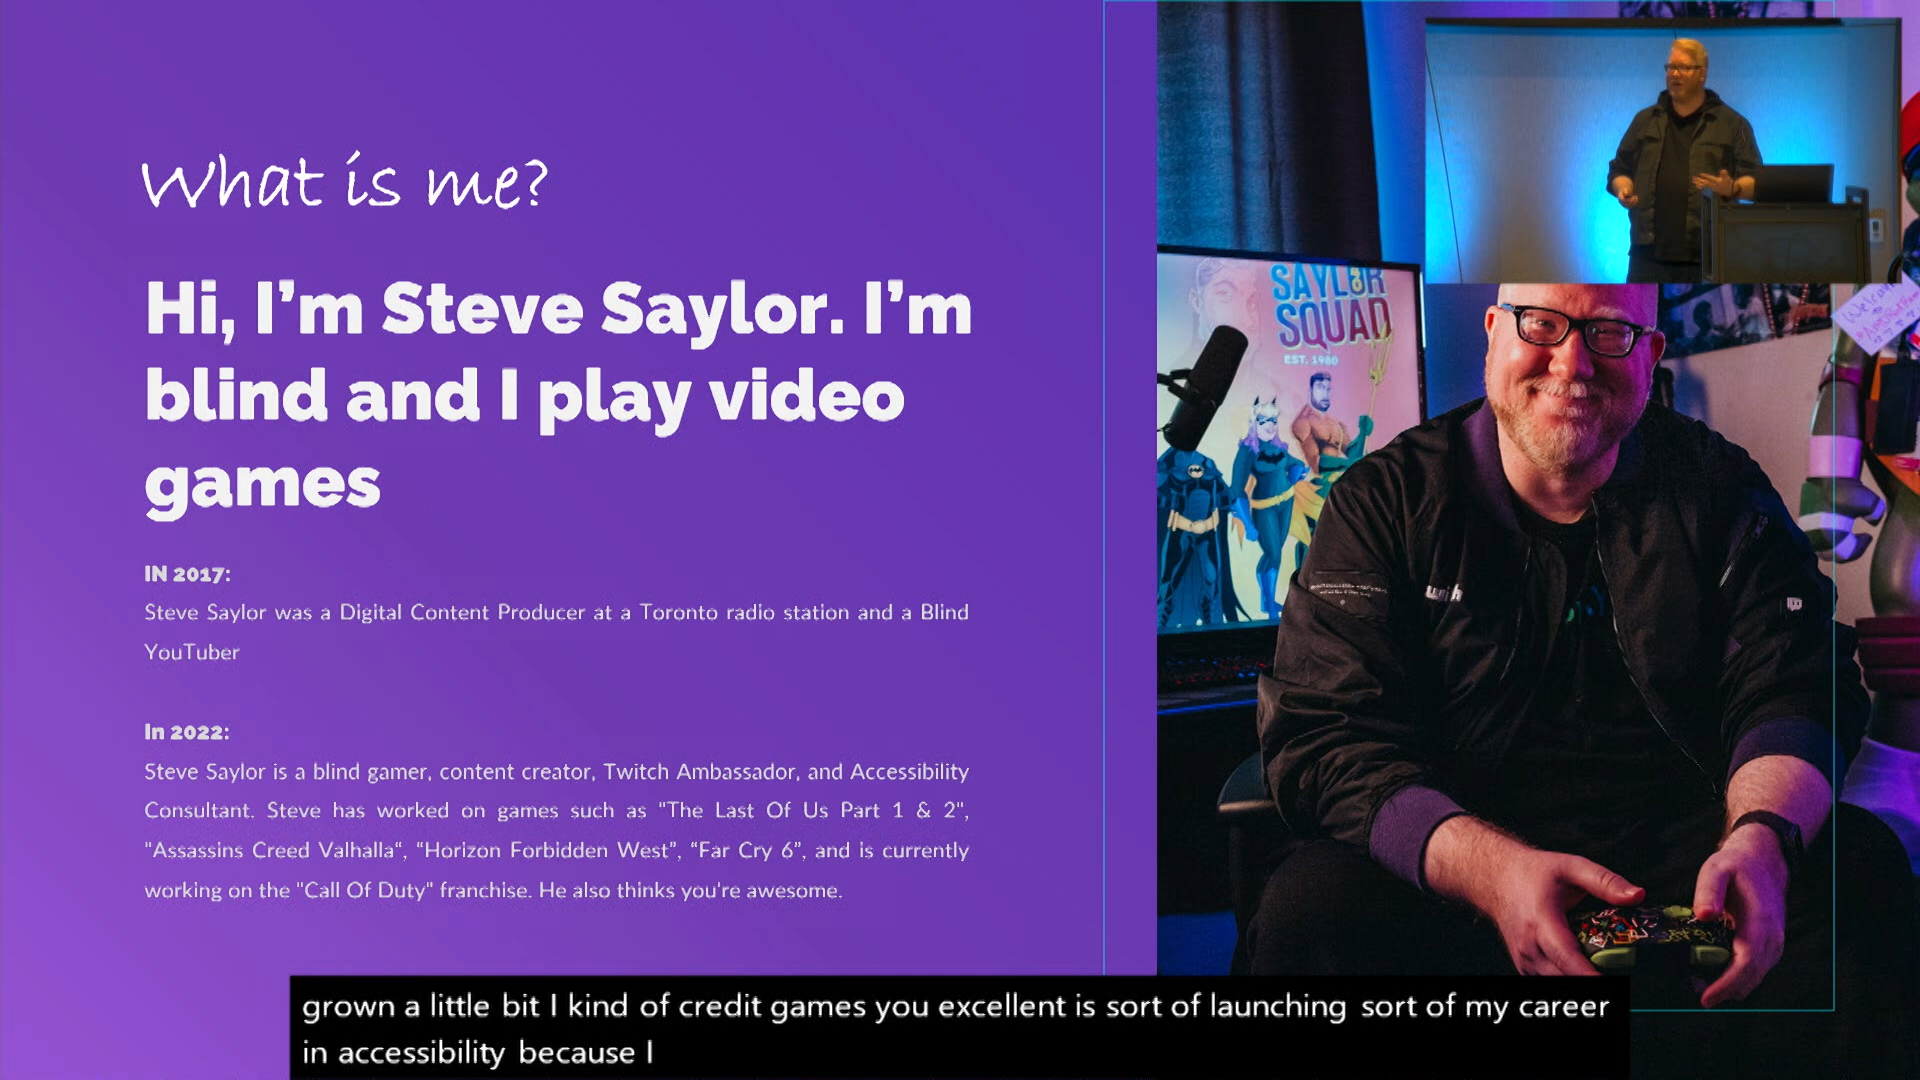 What is me?
Hi, I’m Steve Saylor. I’m
blind and I play video
games
IN 2017:
Steve Saylor was a Digital Content Producer at a Toronto radio station and a Blind
YouTuber
In 2022:
Steve Saylor is a blind gamer, content creator, Twitch Ambassador, and Accessibility
Consultant. Steve has worked on games such as "The Last Of Us Part 1 & 2",
"Assassins Creed Valhalla“, “Horizon Forbidden West”, “Far Cry 6”, and is currently
working on the "Call Of Duty" franchise. He also thinks you're awesome.
SAYLOR
SQUAD
EST. 1980
grown a little bit I kind of credit games you excellent is sort of launching sort of my career
in accessibility because I